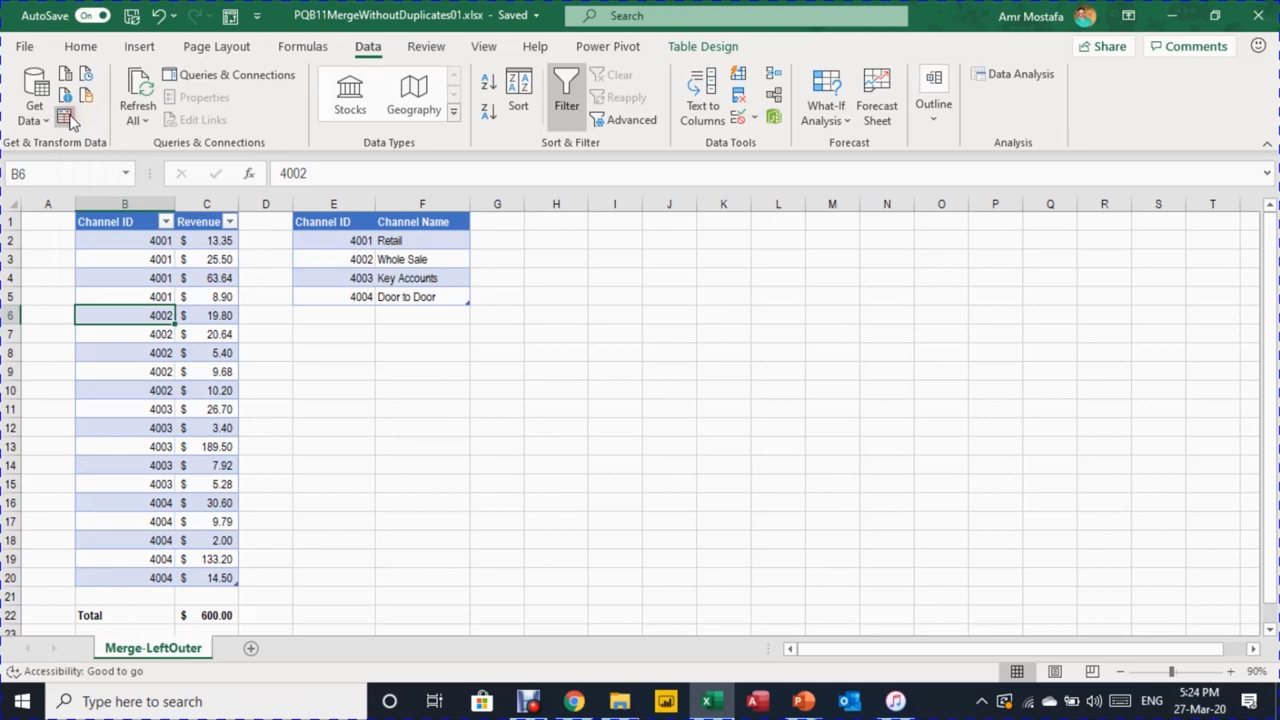 AutoSave On PQB11MergeWithoutDuplicates01.xlsx - Saved Search Amr Mostafa
File Home Insert Page Layout Formulas Data Review View Help Power Pivot Table Design Share Comments
Get Data Refresh All Queries & Connections Properties Edit Links Stocks Geography Sort Filter Clear Reapply Advanced Text to Columns What-If Analysis Forecast Sheet Outline Data Analysis
Get & Transform Data Queries & Connections Data Types Sort & Filter Data Tools Forecast Analysis
B6 fx 4002
A B C D E F G H I J K L M N O P Q R S T
1 Channel ID Revenue Channel ID Channel Name
2 4001 $ 13.35 4001 Retail
3 4001 $ 25.50 4002 Whole Sale
4 4001 $ 63.64 4003 Key Accounts
5 4001 $ 8.90 4004 Door to Door
6 4002 $ 19.80
7 4002 $ 20.64
8 4002 $ 5.40
9 4002 $ 9.68
10 4002 $ 10.20
11 4003 $ 26.70
12 4003 $ 3.40
13 4003 $ 189.50
14 4003 $ 7.92
15 4003 $ 5.28
16 4004 $ 30.60
17 4004 $ 9.79
18 4004 $ 2.00
19 4004 $ 133.20
20 4004 $ 14.50
21
22 Total $ 600.00
23
Merge-LeftOuter
Accessibility: Good to go 90%
Type here to search ENG 5:24 PM
27-Mar-20